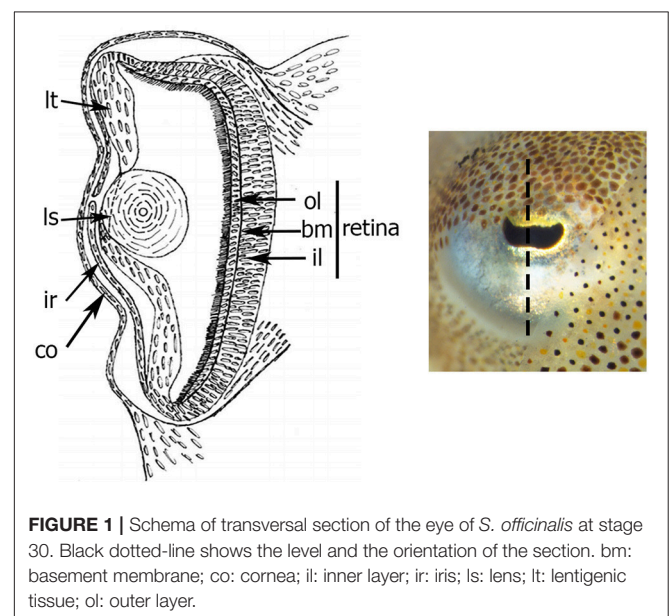 lt
ls
ir
co
ol
bm
il
retina
FIGURE 1 | Schema of transversal section of the eye of S. officinalis at stage
30. Black dotted-line shows the level and the orientation of the section. bm:
basement membrane; co: cornea; il: inner layer; ir: iris; ls: lens; lt: lentigenic
tissue; ol: outer layer.